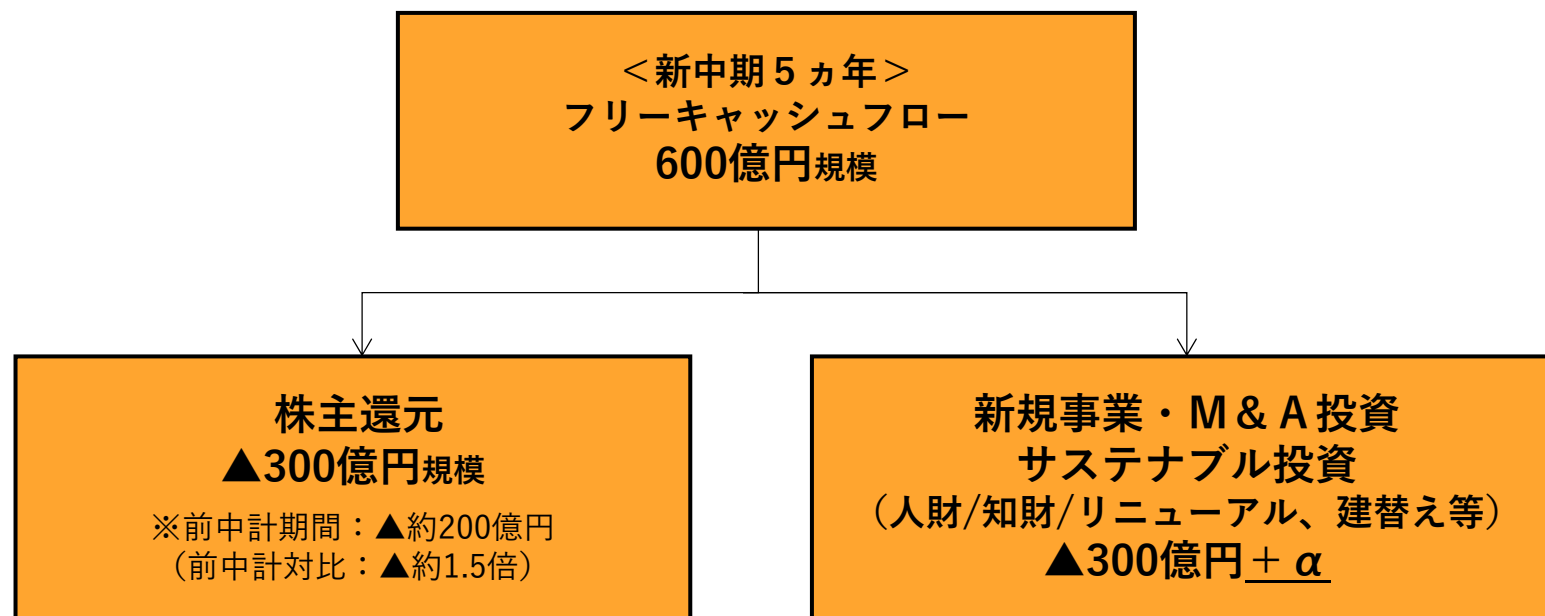 ＜新中期５ヵ年＞
フリーキャッシュフロー
600億円規模
株主還元
▲300億円規模
※前中計期間：▲約200億円
（前中計対比：▲約1.5倍）
新規事業・Ｍ＆Ａ投資
サステナブル投資
（人財/知財/リニューアル、建替え等）
▲300億円＋α